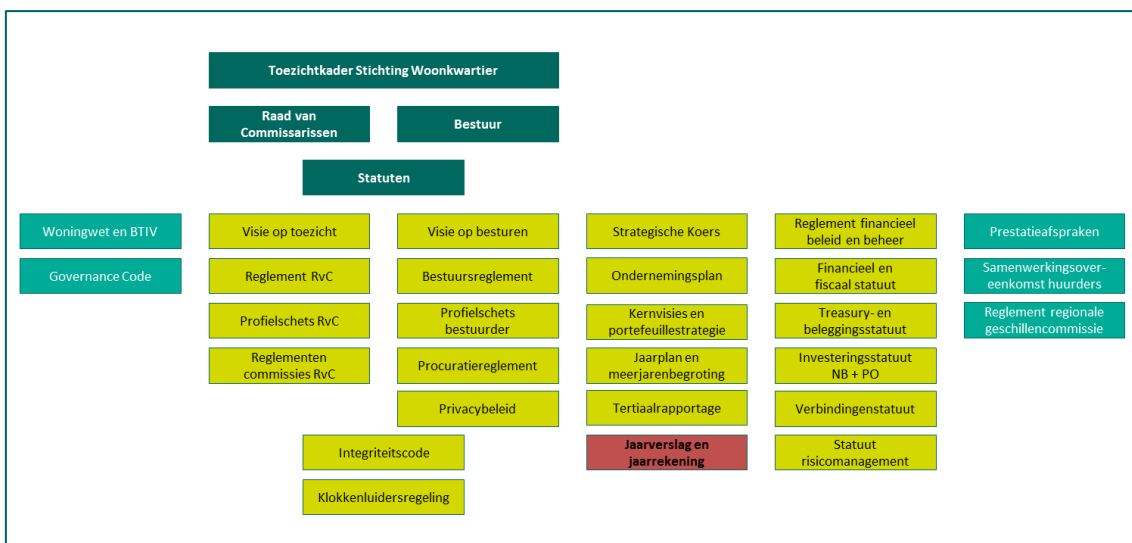 Toezichtkader Stichting Woonkwartier
Raad van
Commissarissen
Bestuur
Statuten
Woningwet en BTIV
Governance Code
Visie op toezicht
Reglement RvC
Profielschets RvC
Reglementen
commissies RvC
Visie op besturen
Bestuursreglement
Profielschets
bestuurder
Procuratiereglement
Privacybeleid
Integriteitscode
Klokkenluidersregeling
Strategische Koers
Ondernemingsplan
Kernvisies en
portefeuillestrategie
Jaarplan en
meerjarenbegroting
Tertiaalrapportage
Jaarverslag en
jaarrekening
Reglement financieel
beleid en beheer
Financieel en
fiscaal statuut
Treasury- en
beleggingsstatuut
Investeringsstatuut
NB + PO
Verbindingenstatuut
Statuut
risicomanagement
Prestatieafspraken
Samenwerkingsover-
eenkomst huurders
Reglement regionale
geschillencommissie